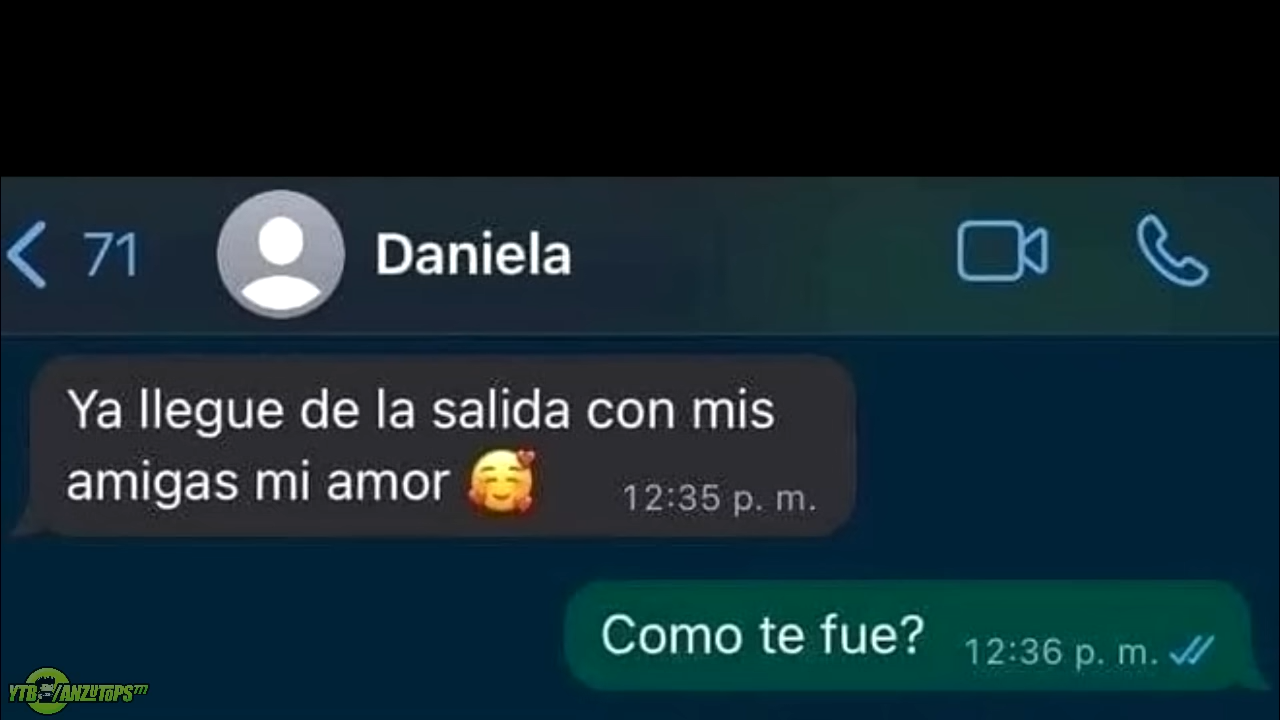 71
Daniela
Ya llegue de la salida con mis
amigas mi amor 🥰
12:35 p. m.
Como te fue?
12:36 p. m.
YTB/ANZUTOPS777